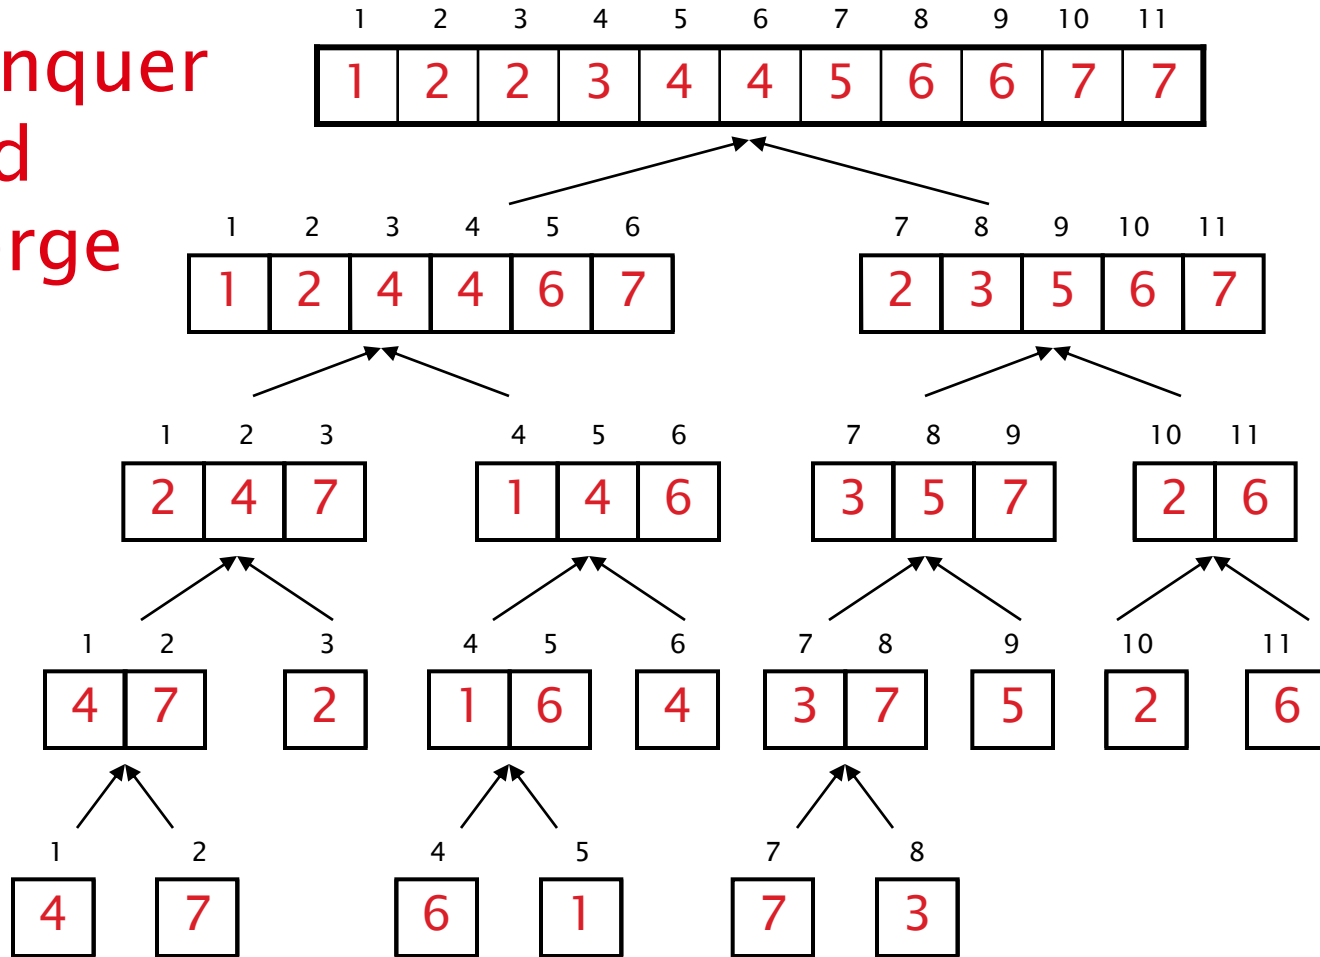 1 2 3 4 5 6 7 8 9 10 11
nquer
1 2 2 3 4 4 5 6 6 7 7
d
rge
1 2 3 4 5 6 7 8 9 10 11
1 2 4 4 6 7 2 3 5 6 7
1 2 3 4 5 6 7 8 9 10 11
2 4 7 1 4 6 3 5 7 2 6
1 2 3 4 5 6 7 8 9 10 11
4 7 2 1 6 4 3 7 5 2 6
1 2 4 5 7 8
4 7 6 1 7 3